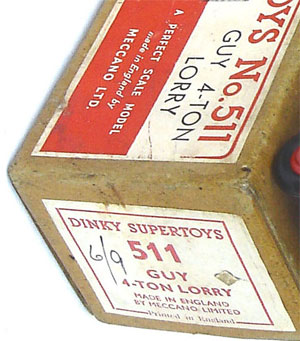 OYS No. 511
GUY 4-TON
LORRY
A PERFECT SCALE MODEL
made in England by
MECCANO LTD
DINKY SUPERTOYS
6/9
511
GUY
4-TON LORRY
MADE IN ENGLAND
BY MECCANO LIMITED
Printed in England